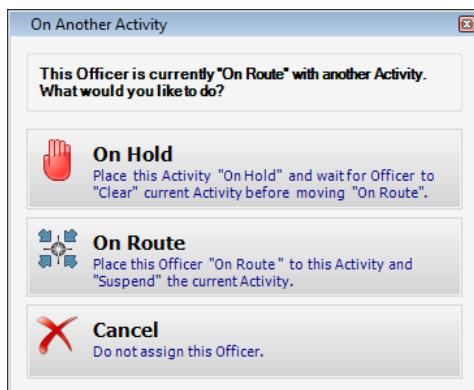 On Another Activity
This Officer is currently "On Route" with another Activity.
What would you like to do?
On Hold
Place this Activity "On Hold" and wait for Officer to
"Clear" current Activity before moving "On Route".
On Route
Place this Officer "On Route" to this Activity and
"Suspend" the current Activity.
Cancel
Do not assign this Officer.